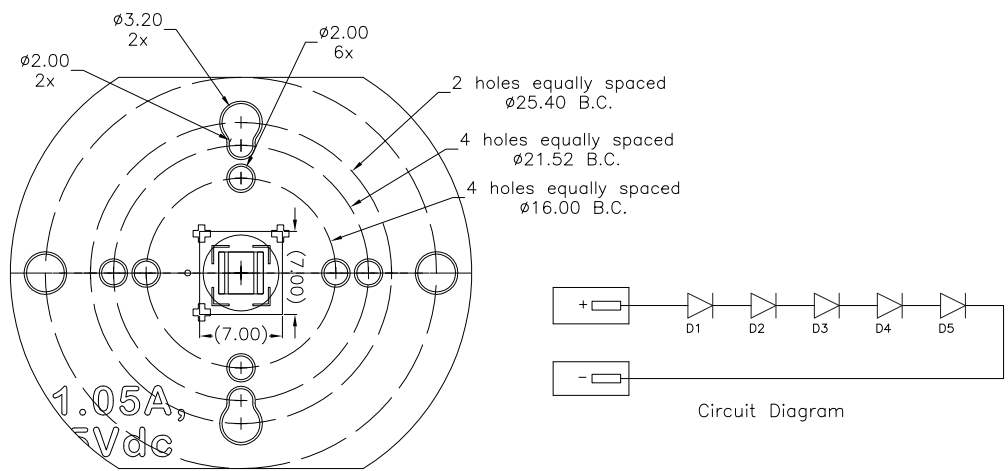 ø3.20
2x
ø2.00
6x
ø2.00
2x
2 holes equally spaced
ø25.40 B.C.
4 holes equally spaced
ø21.52 B.C.
4 holes equally spaced
ø16.00 B.C.
(7.00)
(7.00)
1.05A,
5Vdc
+
D1 D2 D3 D4 D5
-
Circuit Diagram